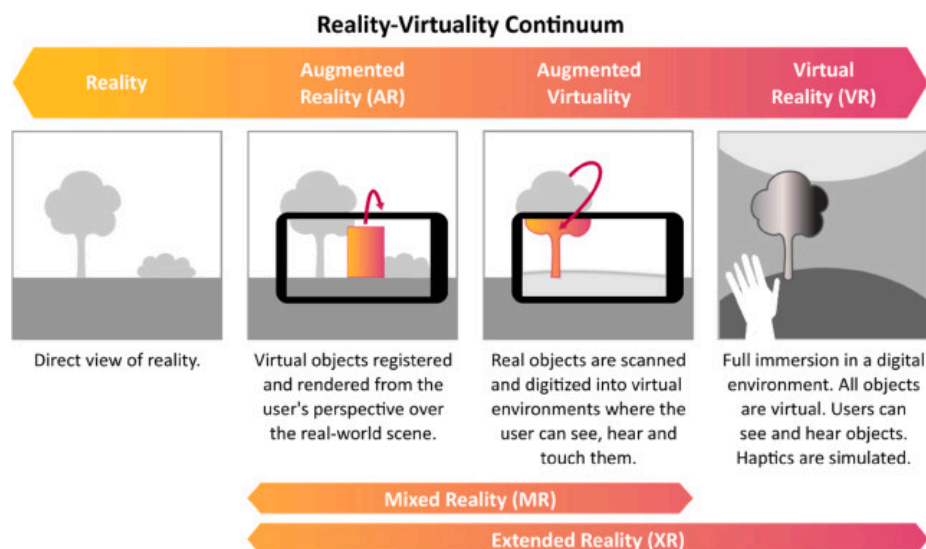 Reality-Virtuality Continuum
Reality
Augmented
Reality (AR)
Augmented
Virtuality
Virtual
Reality (VR)
Direct view of reality.
Virtual objects registered
and rendered from the
user's perspective over
the real-world scene.
Real objects are scanned
and digitized into virtual
environments where the
user can see, hear and
touch them.
Full immersion in a digital
environment. All objects
are virtual. Users can
see and hear objects.
Haptics are simulated.
Mixed Reality (MR)
Extended Reality (XR)